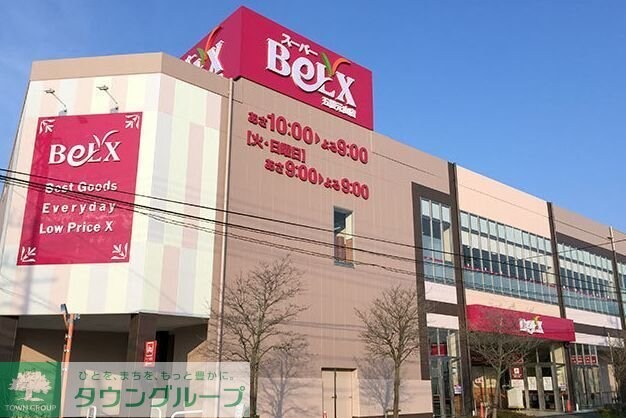 スーパー
BeLX
あさ10:00▶よる9:00
[火・日曜日]
あさ9:00▶よる9:00
BeLX
Best Goods
Everyday
Low Price X
BeLX
TOWN GROUP
ひとを、まちを、もっと豊かに。
タウングループ